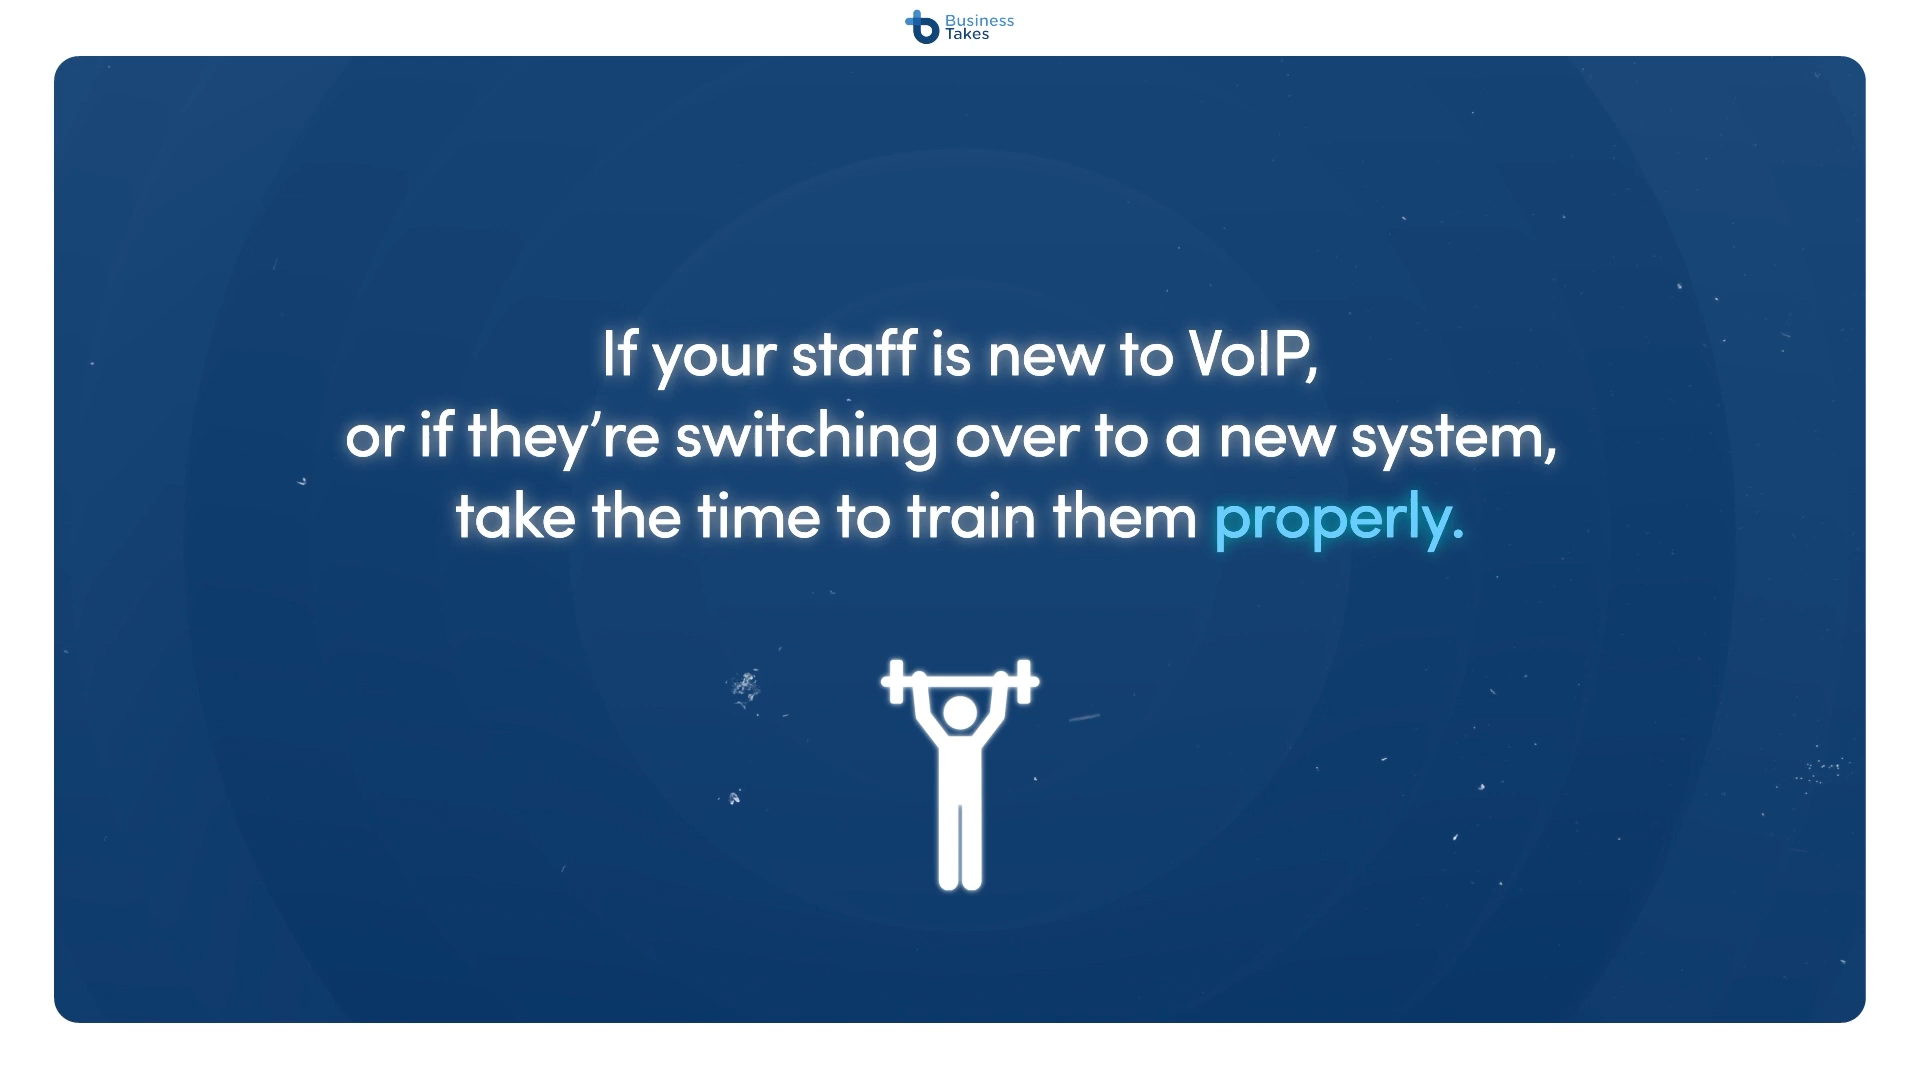 Business
Takes
If your staff is new to VoIP,
or if they’re switching over to a new system,
take the time to train them properly.